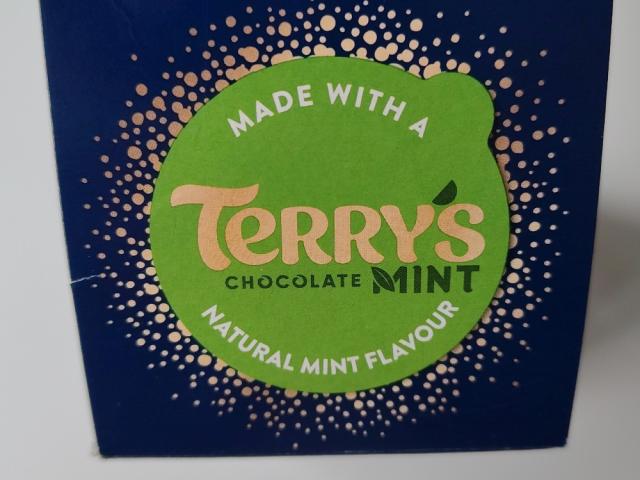 MADE WITH A
TERRY'S
CHOCOLATE MINT
NATURAL MINT FLAVOUR